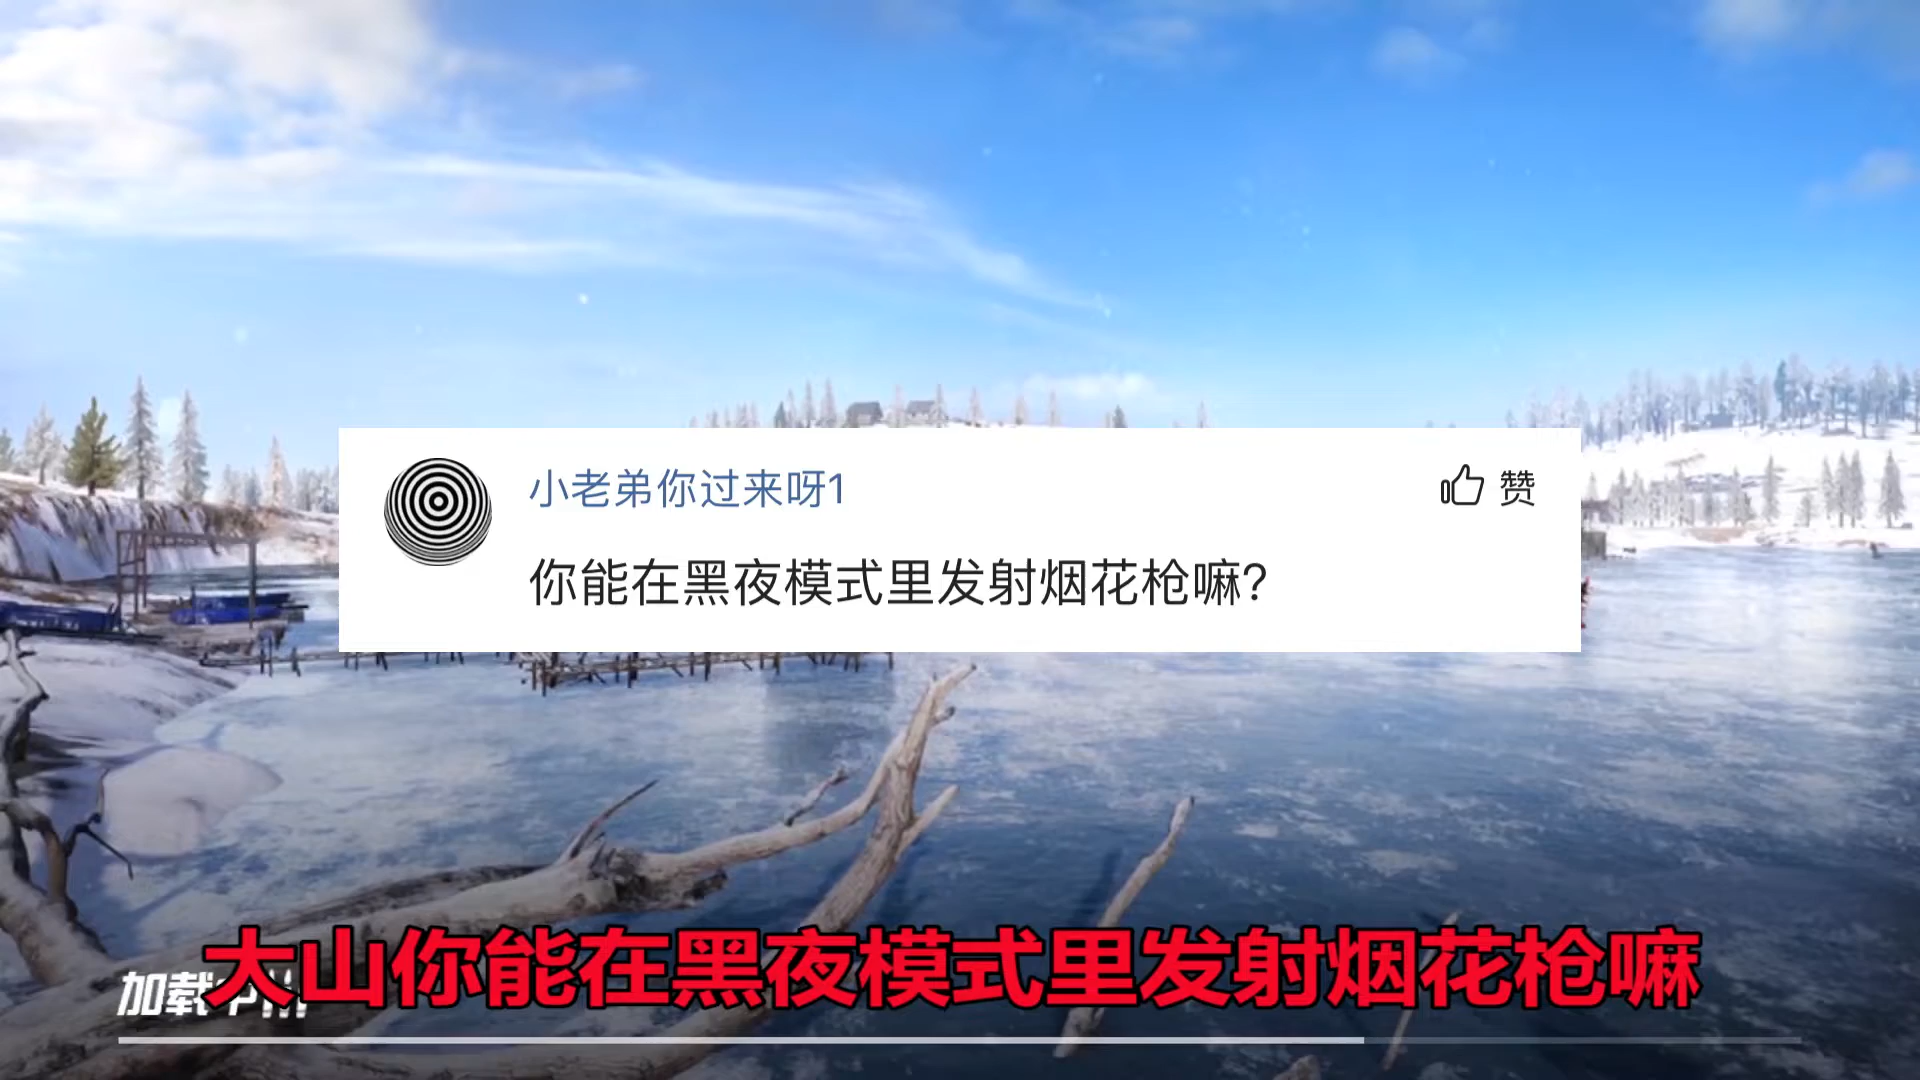 小老弟你过来呀1
赞
你能在黑夜模式里发射烟花枪嘛?
大山你能在黑夜模式里发射烟花枪嘛
加载中